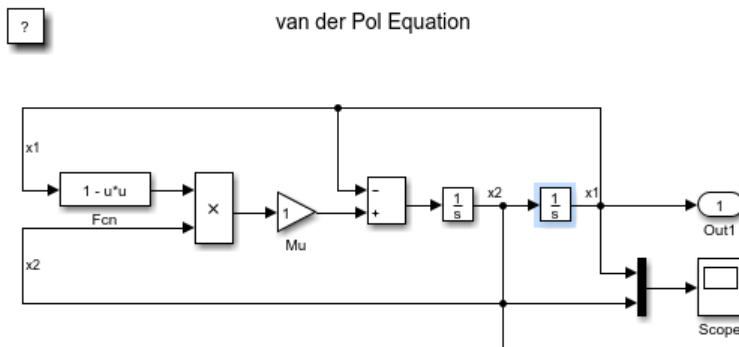 ?
van der Pol Equation
x1
1 - u*u
Fcn
×
1
Mu
−
+
1
s
x2
1
s
x1
1
Out1
x2
Scope